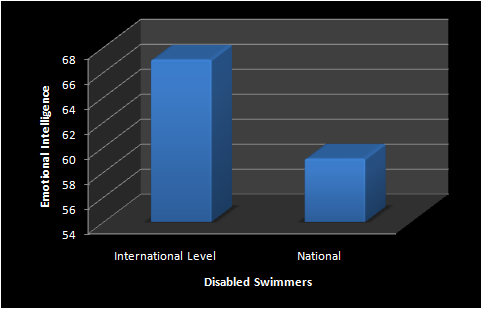 Emotional Intelligence
68
66
64
62
60
58
56
54
International Level
National
Disabled Swimmers